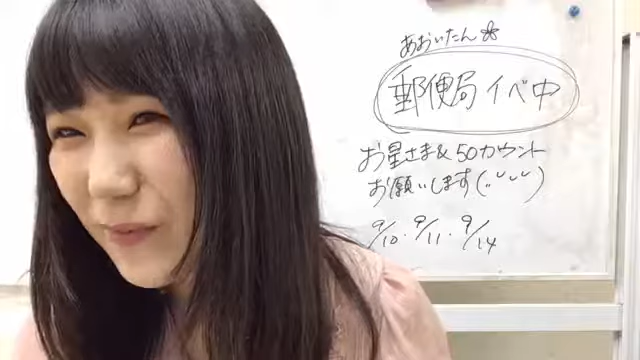 あおいたん
郵便局イベ中
お星さま&50カウント
お願いします(¨︶︶︶)
9/10・9/11・9/14